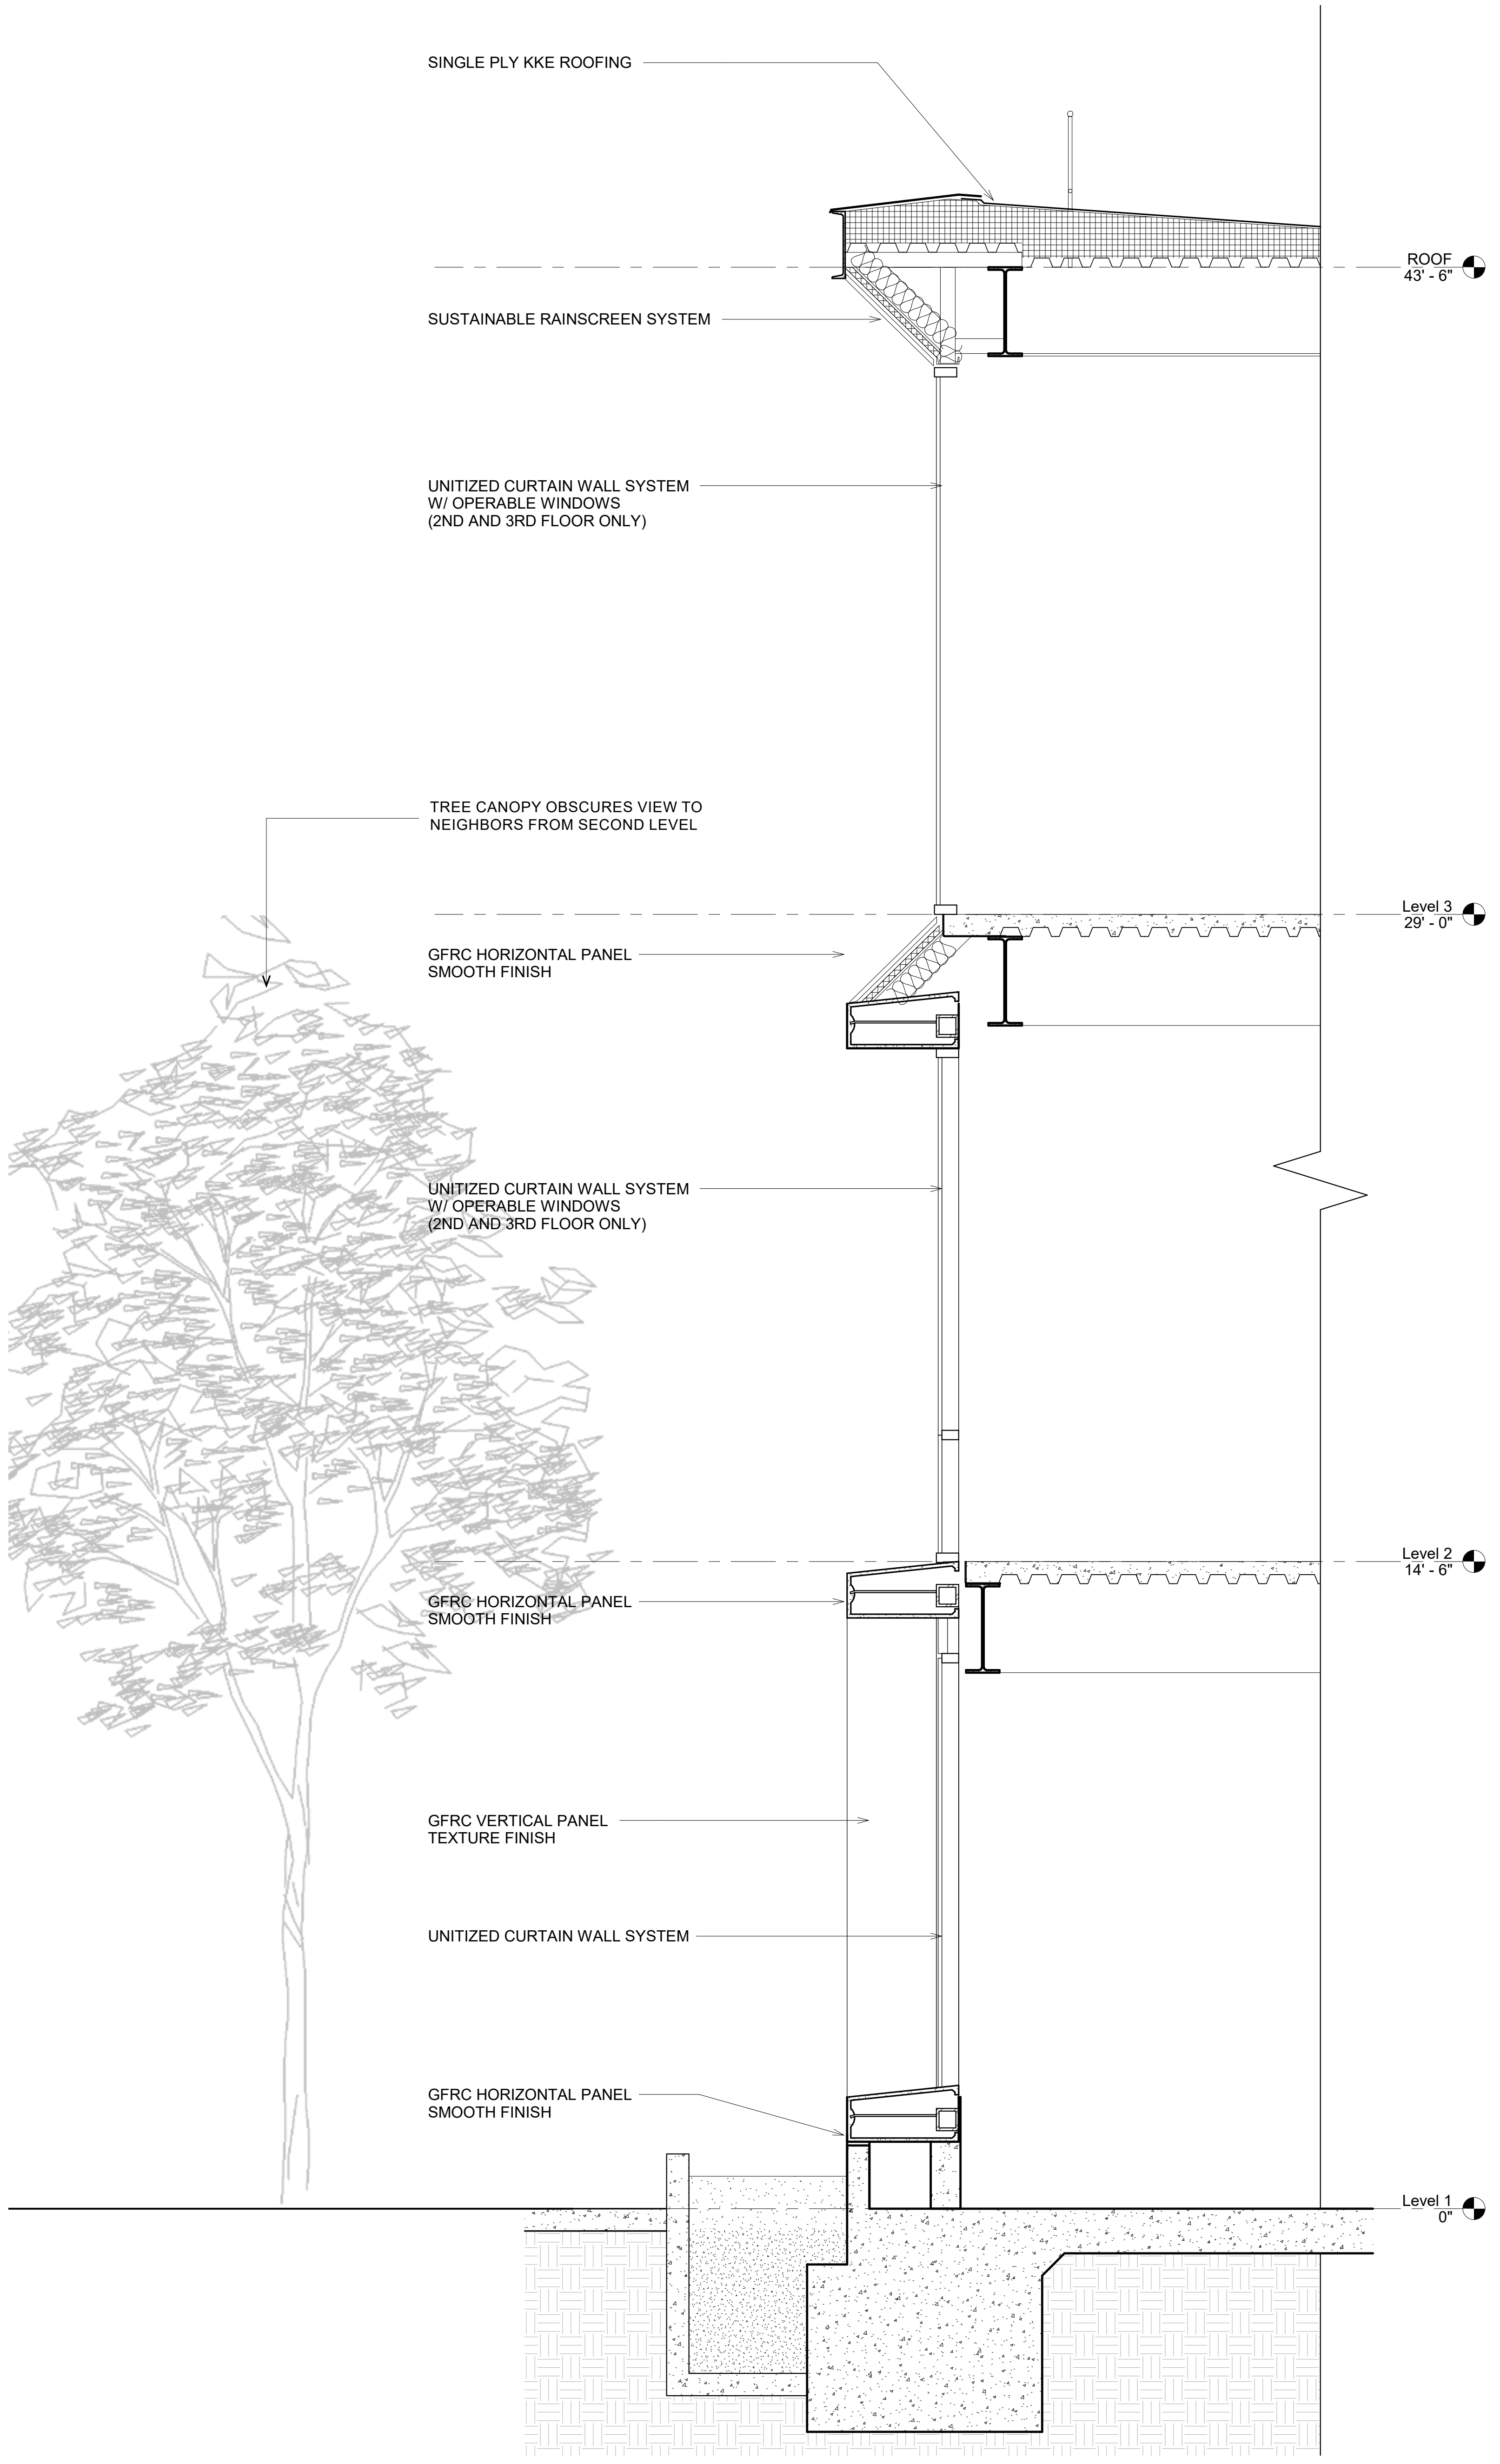 SINGLE PLY KKE ROOFING
ROOF
43' - 6"
SUSTAINABLE RAINSCREEN SYSTEM
UNITIZED CURTAIN WALL SYSTEM
W/ OPERABLE WINDOWS
(2ND AND 3RD FLOOR ONLY)
TREE CANOPY OBSCURES VIEW TO
NEIGHBORS FROM SECOND LEVEL
Level 3
29' - 0"
GFRC HORIZONTAL PANEL
SMOOTH FINISH
UNITIZED CURTAIN WALL SYSTEM
W/ OPERABLE WINDOWS
(2ND AND 3RD FLOOR ONLY)
Level 2
14' - 6"
GFRC HORIZONTAL PANEL
SMOOTH FINISH
GFRC VERTICAL PANEL
TEXTURE FINISH
UNITIZED CURTAIN WALL SYSTEM
GFRC HORIZONTAL PANEL
SMOOTH FINISH
Level 1
0"